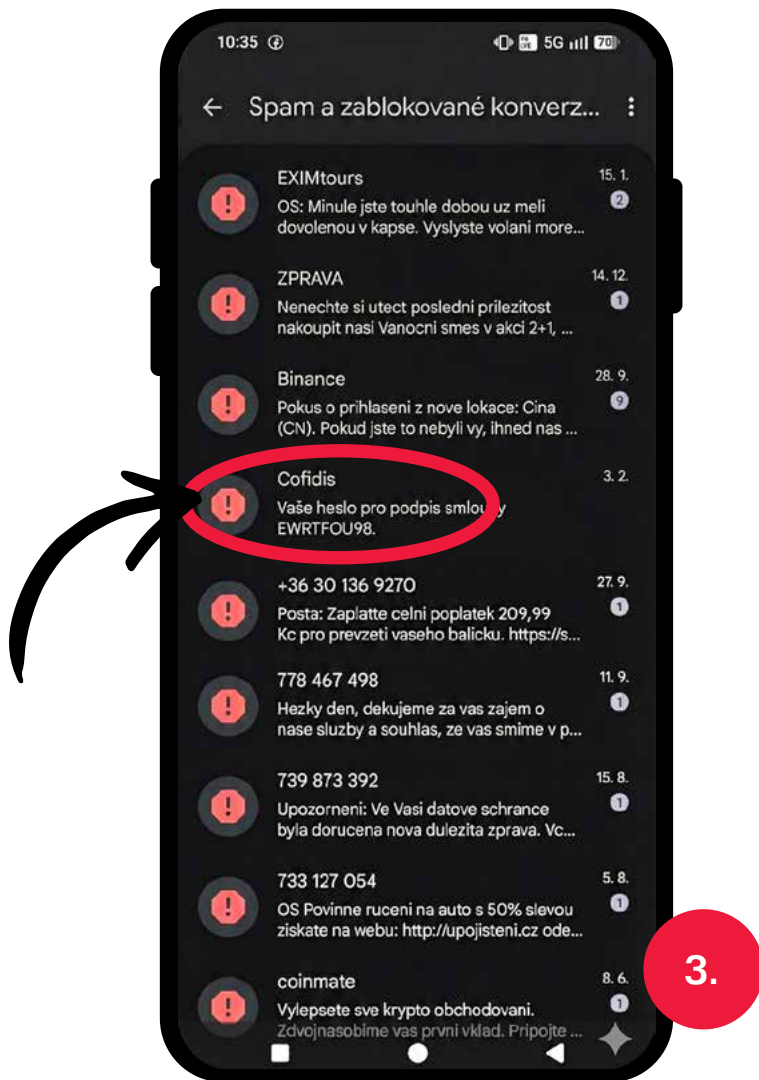 10:35 5G 70
Spam a zablokované konverz...
EXIMtours 15. 1.
OS: Minule jste touhle dobou uz meli 2
dovolenou v kapse. Vyslyste volani more...
ZPRAVA 14. 12.
Nenechte si utect posledni prilezitost 1
nakoupit nasi Vanocni smes v akci 2+1, ...
Binance 28. 9.
Pokus o prihlaseni z nove lokace: Cina 9
(CN). Pokud jste to nebyli vy, ihned nas ...
Cofidis 3. 2.
Vaše heslo pro podpis smlouvy
EWRTFOU98.
+36 30 136 9270 27. 9.
Posta: Zaplatte celni poplatek 209,99 1
Kc pro prevzeti vaseho balicku. https://s...
778 467 498 11. 9.
Hezky den, dekujeme za vas zajem o 1
nase sluzby a souhlas, ze vas smime v p...
739 873 392 15. 8.
Upozorneni: Ve Vasi datove schrance 1
byla dorucena nova dulezita zprava. Vc...
733 127 054 5. 8.
OS Povinne ruceni na auto s 50% slevou 1
ziskate na webu: http://upojisteni.cz ode...
coinmate 8. 6.
Vylepsete sve krypto obchodovani. 1
Zdvojnasobime vas prvni vklad. Pripojte ...
3.